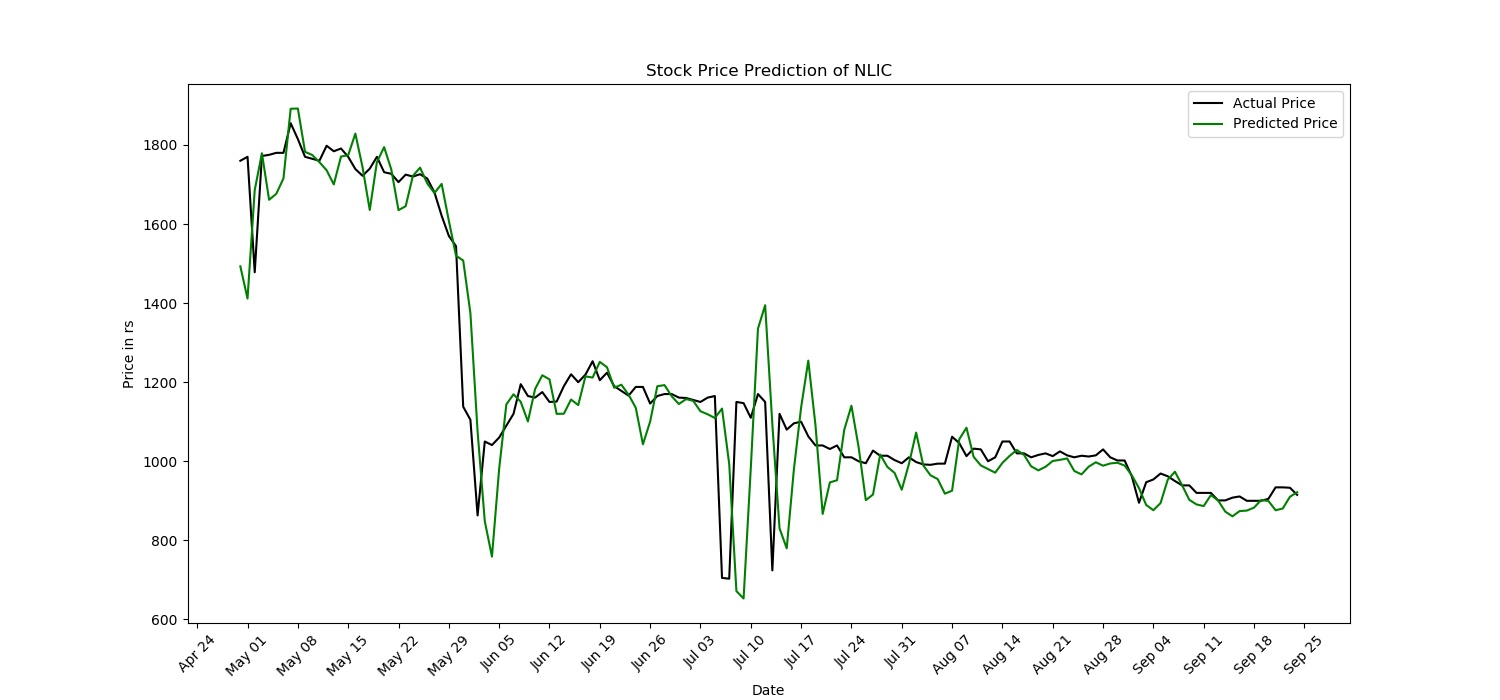 Stock Price Prediction of NLIC
Actual Price
Predicted Price
Price in rs
1800
1600
1400
1200
1000
800
600
Apr 24
May 01
May 08
May 15
May 22
May 29
Jun 05
Jun 12
Jun 19
Jun 26
Jul 03
Jul 10
Jul 17
Jul 24
Jul 31
Aug 07
Aug 14
Aug 21
Aug 28
Sep 04
Sep 11
Sep 18
Sep 25
Date